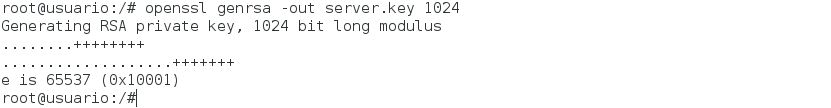 root@usuario:/# openssl genrsa -out server.key 1024
Generating RSA private key, 1024 bit long modulus
........++++++++
...................+++++++
e is 65537 (0x10001)
root@usuario:/#